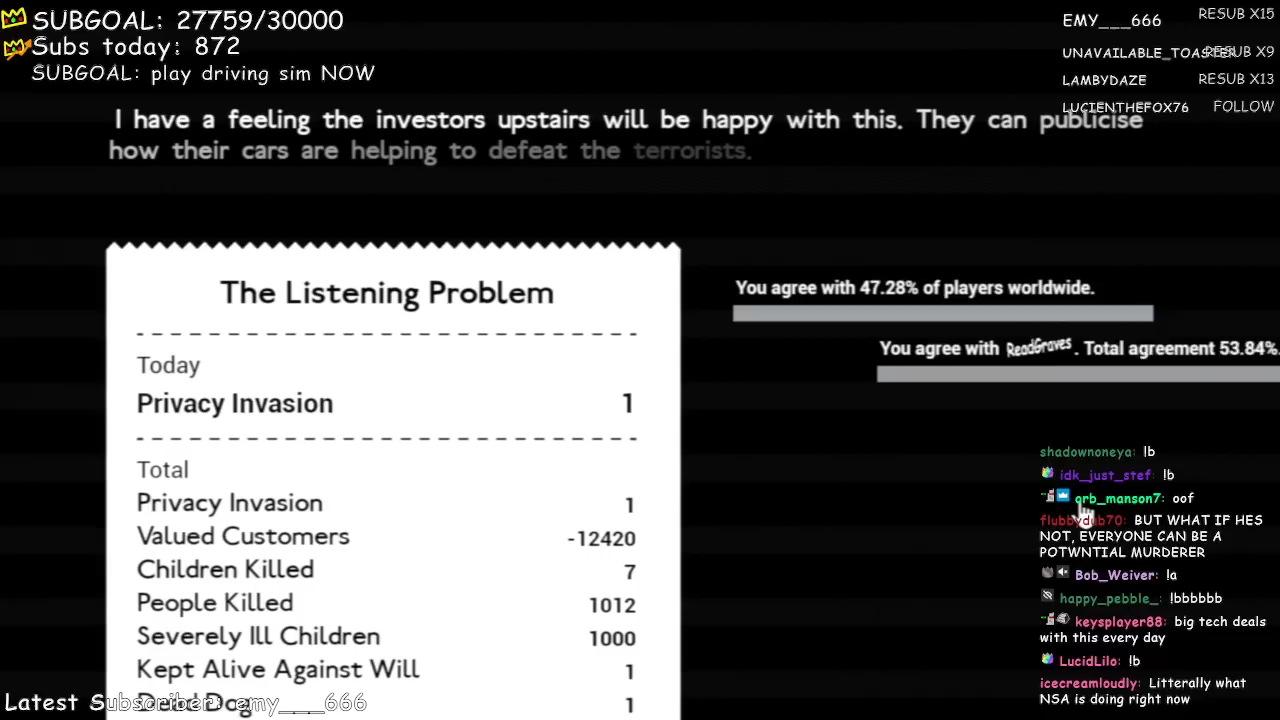 SUBGOAL: 27759/30000
Subs today: 872
SUBGOAL: play driving sim NOW
EMY___666 RESUB X15
UNAVAILABLE_TOASTER RESUB X9
LAMBYDAZE RESUB X13
LUCIENTHEFOX76 FOLLOW
I have a feeling the investors upstairs will be happy with this. They can publicise
how their cars are helping to defeat the terrorists.
The Listening Problem
Today
Privacy Invasion 1
Total
Privacy Invasion 1
Valued Customers -12420
Children Killed 7
People Killed 1012
Severely Ill Children 1000
Kept Alive Against Will 1
Dead Dog 1
You agree with 47.28% of players worldwide.
You agree with ReadGraves. Total agreement 53.84%.
shadownoneya: !b
idk_just_stef: !b
qrb_manson7: oof
flubbydub70: BUT WHAT IF HES
NOT, EVERYONE CAN BE A
POTWNTIAL MURDERER
Bob_Weiver: !a
happy_pebble_: !bbbbbb
keysplayer88: big tech deals
with this every day
LucidLilo: !b
icecreamloudly: Litterally what
NSA is doing right now
Latest Subscriber: emy___666